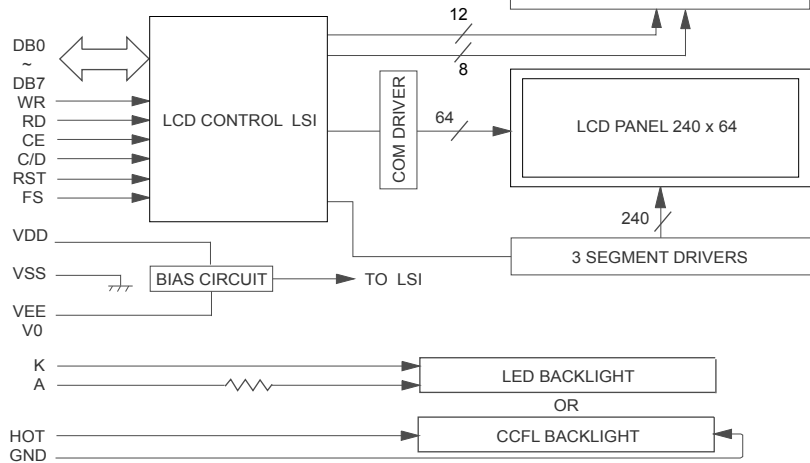 12
DB0
~
DB7
8
WR
RD
CE
C/D
RST
FS
LCD CONTROL LSI
COM DRIVER
64
LCD PANEL 240 x 64
240
3 SEGMENT DRIVERS
VDD
VSS
VEE
V0
BIAS CIRCUIT
TO LSI
K
A
LED BACKLIGHT
OR
HOT
GND
CCFL BACKLIGHT